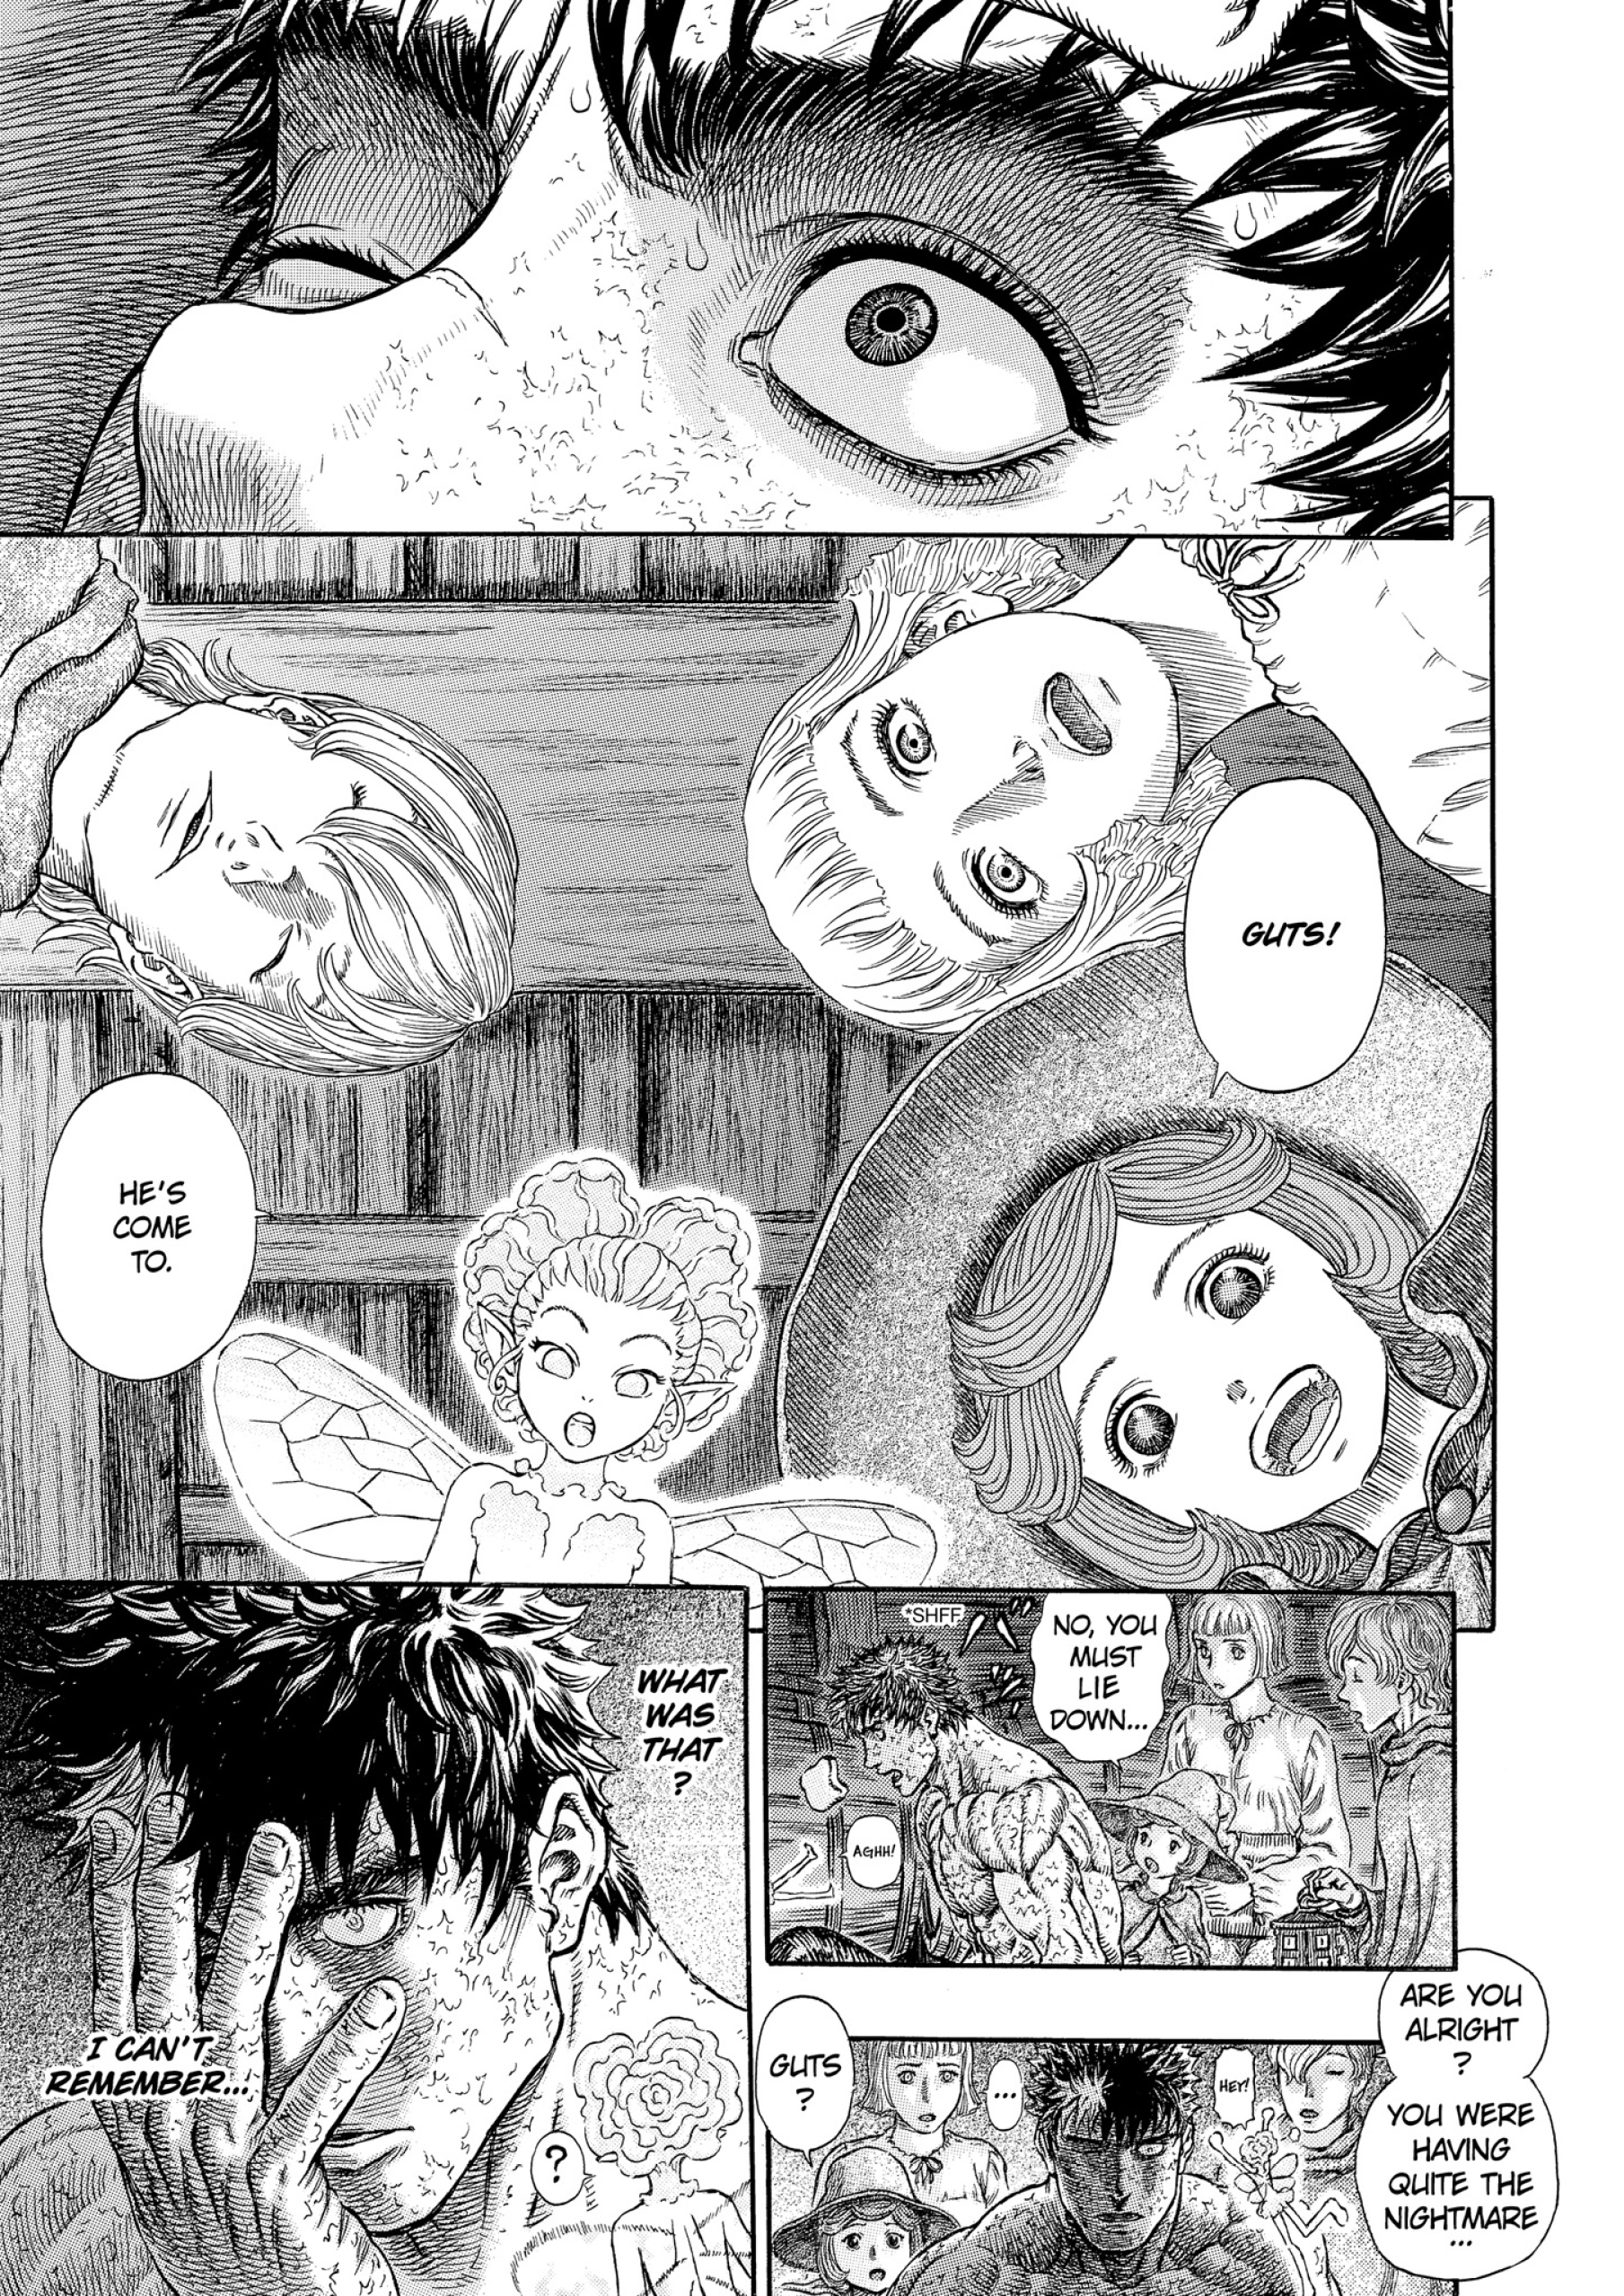 GUTS!
HE'S
COME
TO.
*SHFF
NO, YOU
MUST
LIE
DOWN...
AGHH!
WHAT
WAS
THAT
?
I CAN'T
REMEMBER...
?
ARE YOU
ALRIGHT
?
YOU WERE
HAVING
QUITE THE
NIGHTMARE
...
HEY!
...
GUTS
?